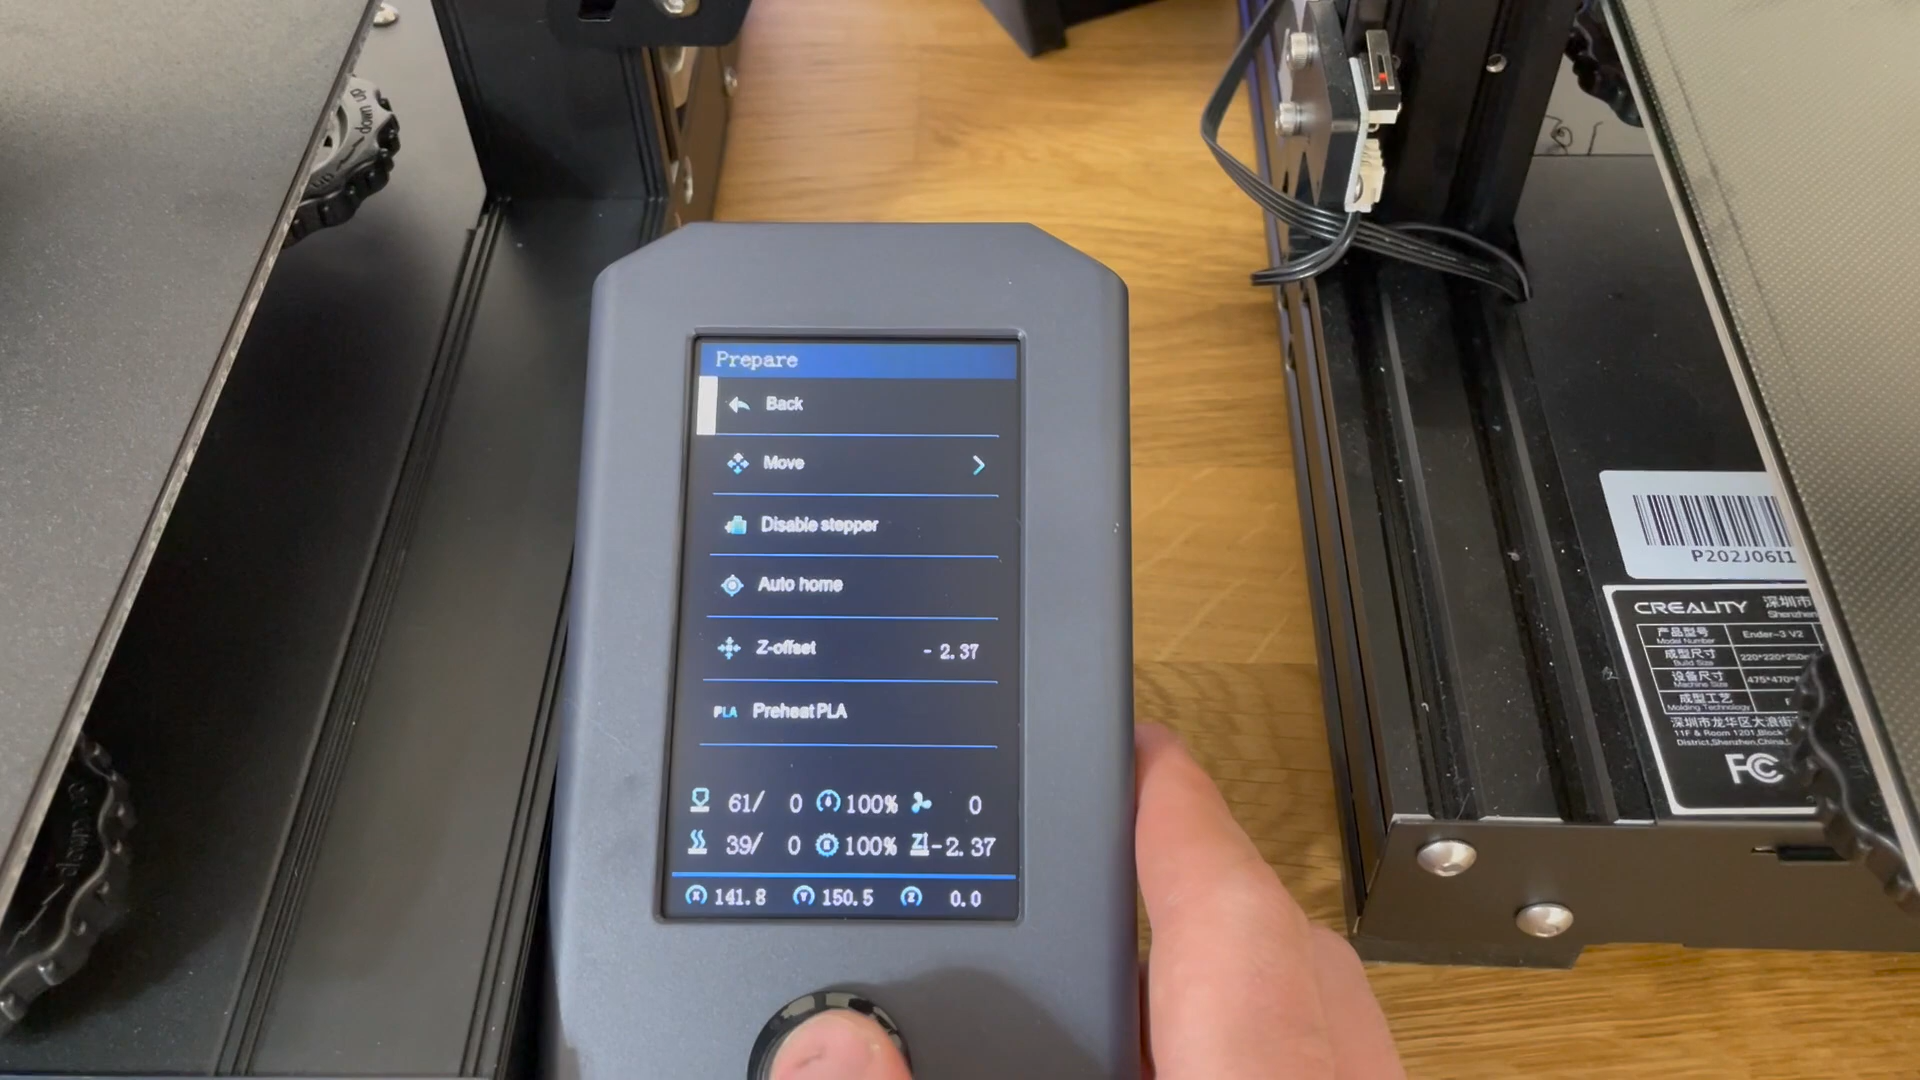 down up
up
Prepare
Back
Move
Disable stepper
Auto home
Z-offset - 2.37
PLA Preheat PLA
61/ 0 100% 0
39/ 0 100% Z -2.37
X 141.8 Y 150.5 Z 0.0
down
P202J06I1
CREALITY 深圳市
Shenzhen
产品型号 Ender-3 V2
Model Number
成型尺寸 220*220*250
Build Size
设备尺寸 475*470*
Machine Size
成型工艺
Molding Technology
深圳市龙华区大浪街
11F & Room 1201,Block
District,Shenzhen,China
FC